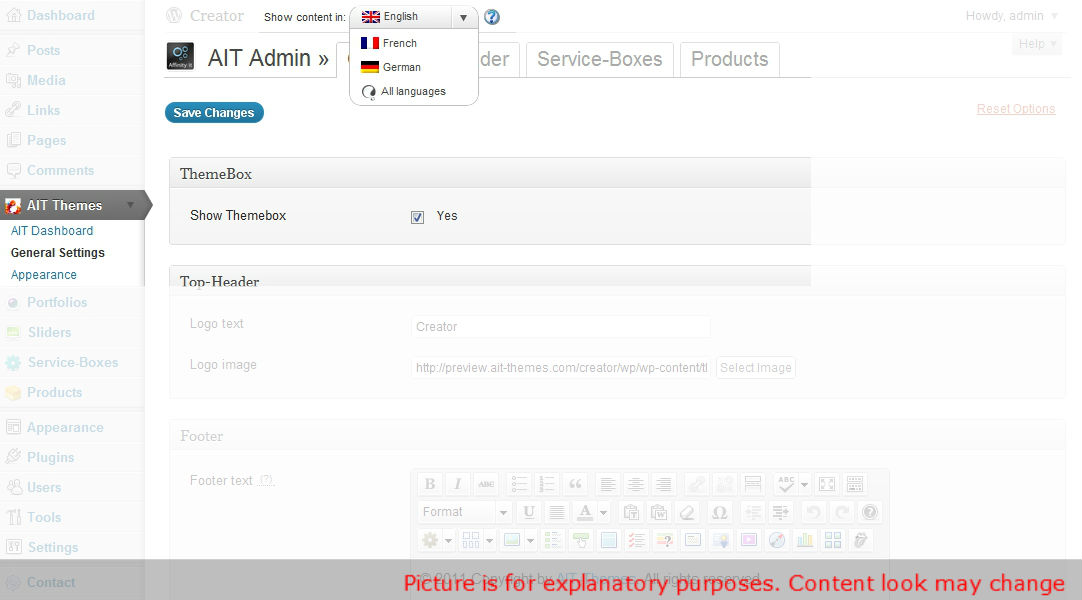 Dashboard
Creator
Show content in:
English
Howdy, admin
French
German
All languages
Help
Affinity it
AIT Admin »
der
Service-Boxes
Products
Posts
Media
Links
Pages
Comments
Save Changes
Reset Options
ThemeBox
Show Themebox
Yes
AIT Themes
AIT Dashboard
General Settings
Appearance
Top-Header
Logo text
Creator
Logo image
http://preview.ait-themes.com/creator/wp/wp-content/tl
Select Image
Portfolios
Sliders
Service-Boxes
Products
Footer
Footer text [?]
B I ABC
ABC
Format
U
A
T
W
Ω
Appearance
Plugins
Users
Tools
Settings
Contact
© 2011 Copyright by AIT Themes. All rights reserved.
Picture is for explanatory purposes. Content look may change